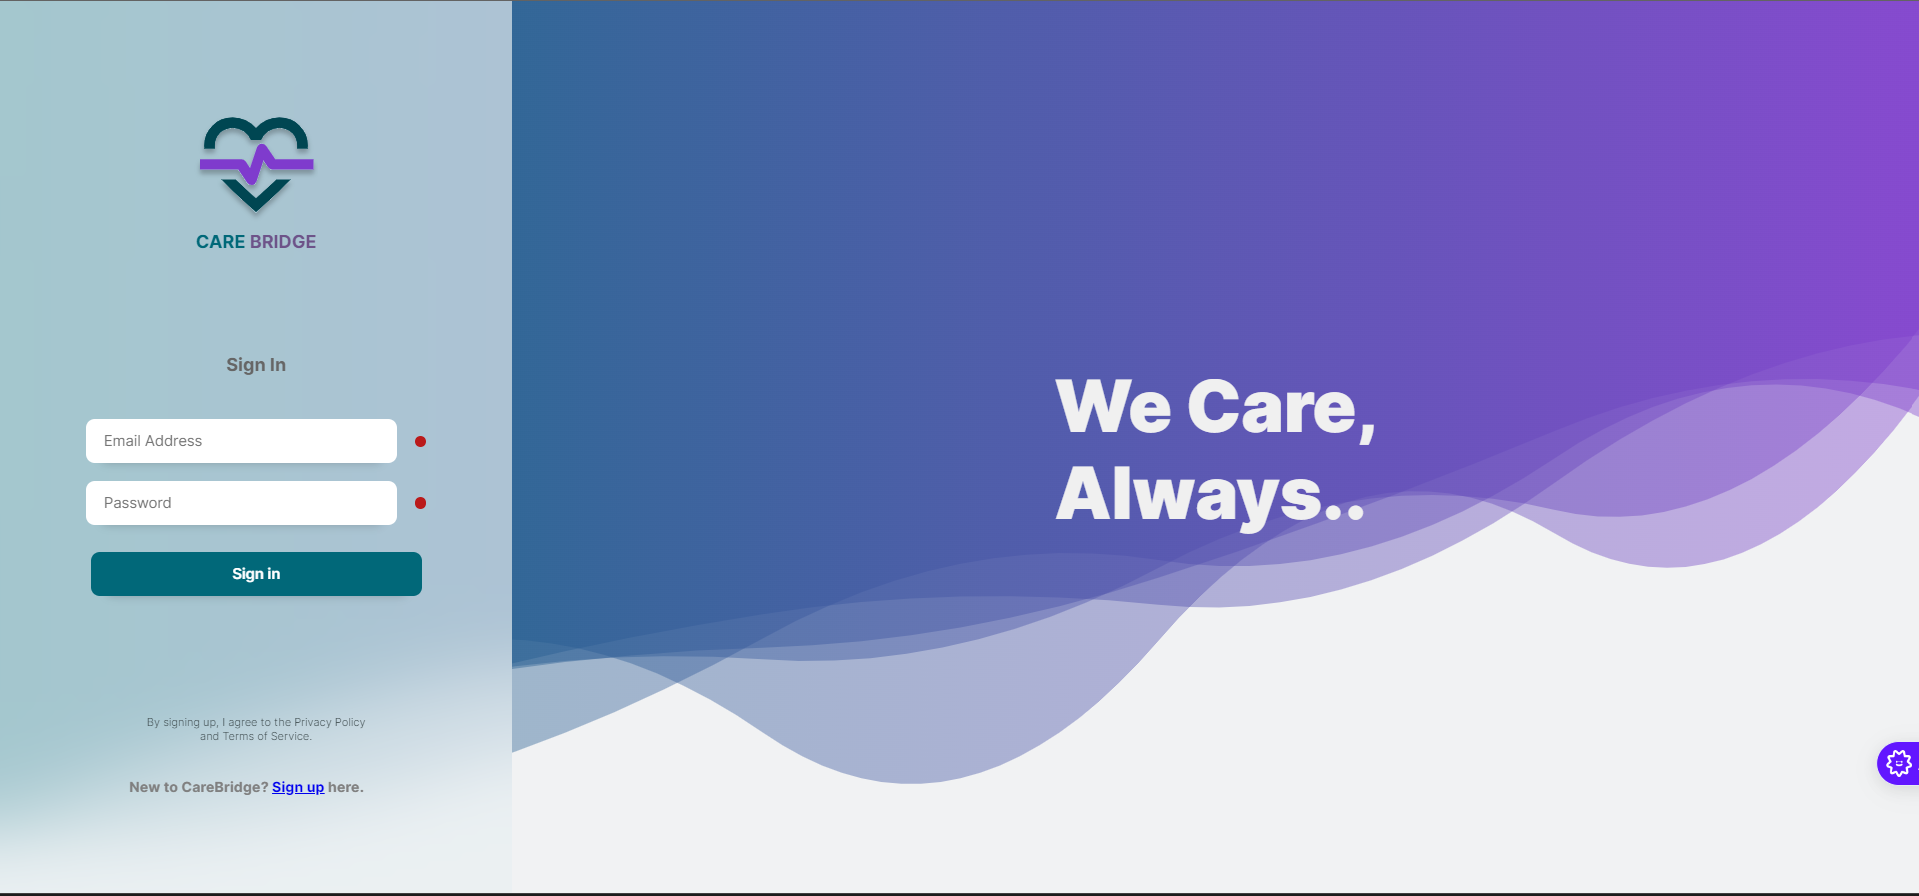 CARE BRIDGE
Sign In
Email Address
Password
Sign in
By signing up, I agree to the Privacy Policy
and Terms of Service.
New to CareBridge? Sign up here.
We Care,
Always..